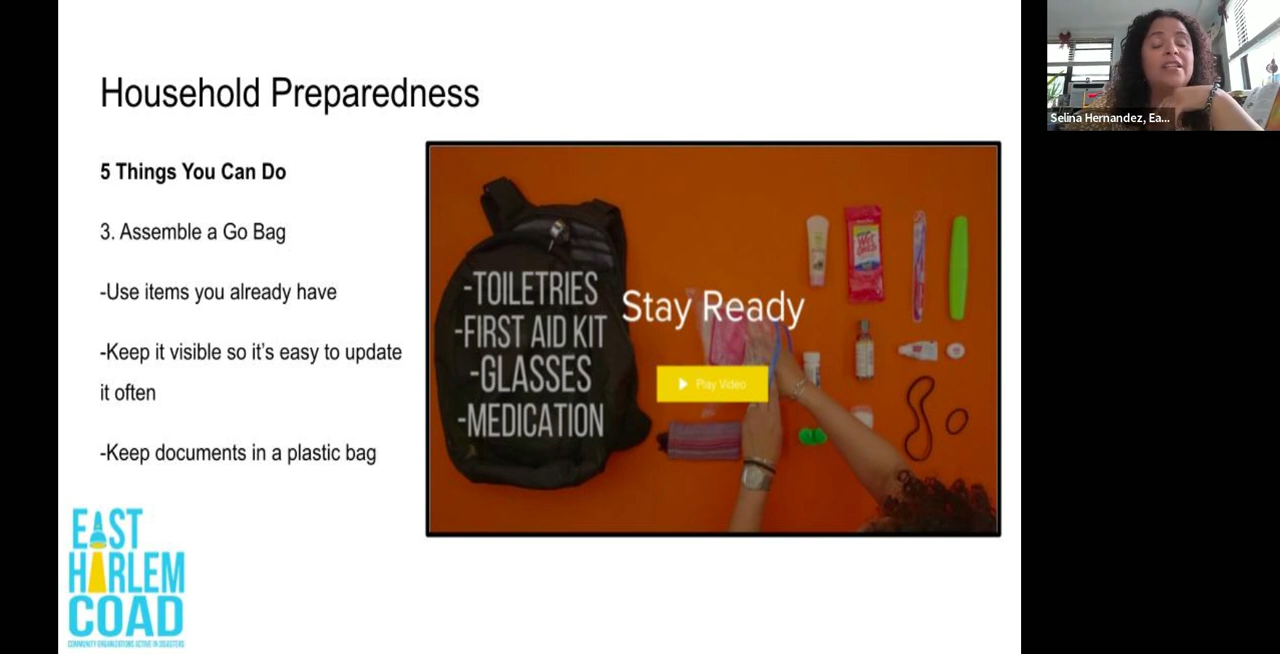 Household Preparedness
5 Things You Can Do
3. Assemble a Go Bag
-Use items you already have
-Keep it visible so it's easy to update
it often
-Keep documents in a plastic bag
-TOILETRIES
-FIRST AID KIT
-GLASSES
-MEDICATION
Stay Ready
Play Video
EAST
HARLEM
COAD
COMMUNITY ORGANIZATIONS ACTIVE IN DISASTERS
Selina Hernandez, Ea...